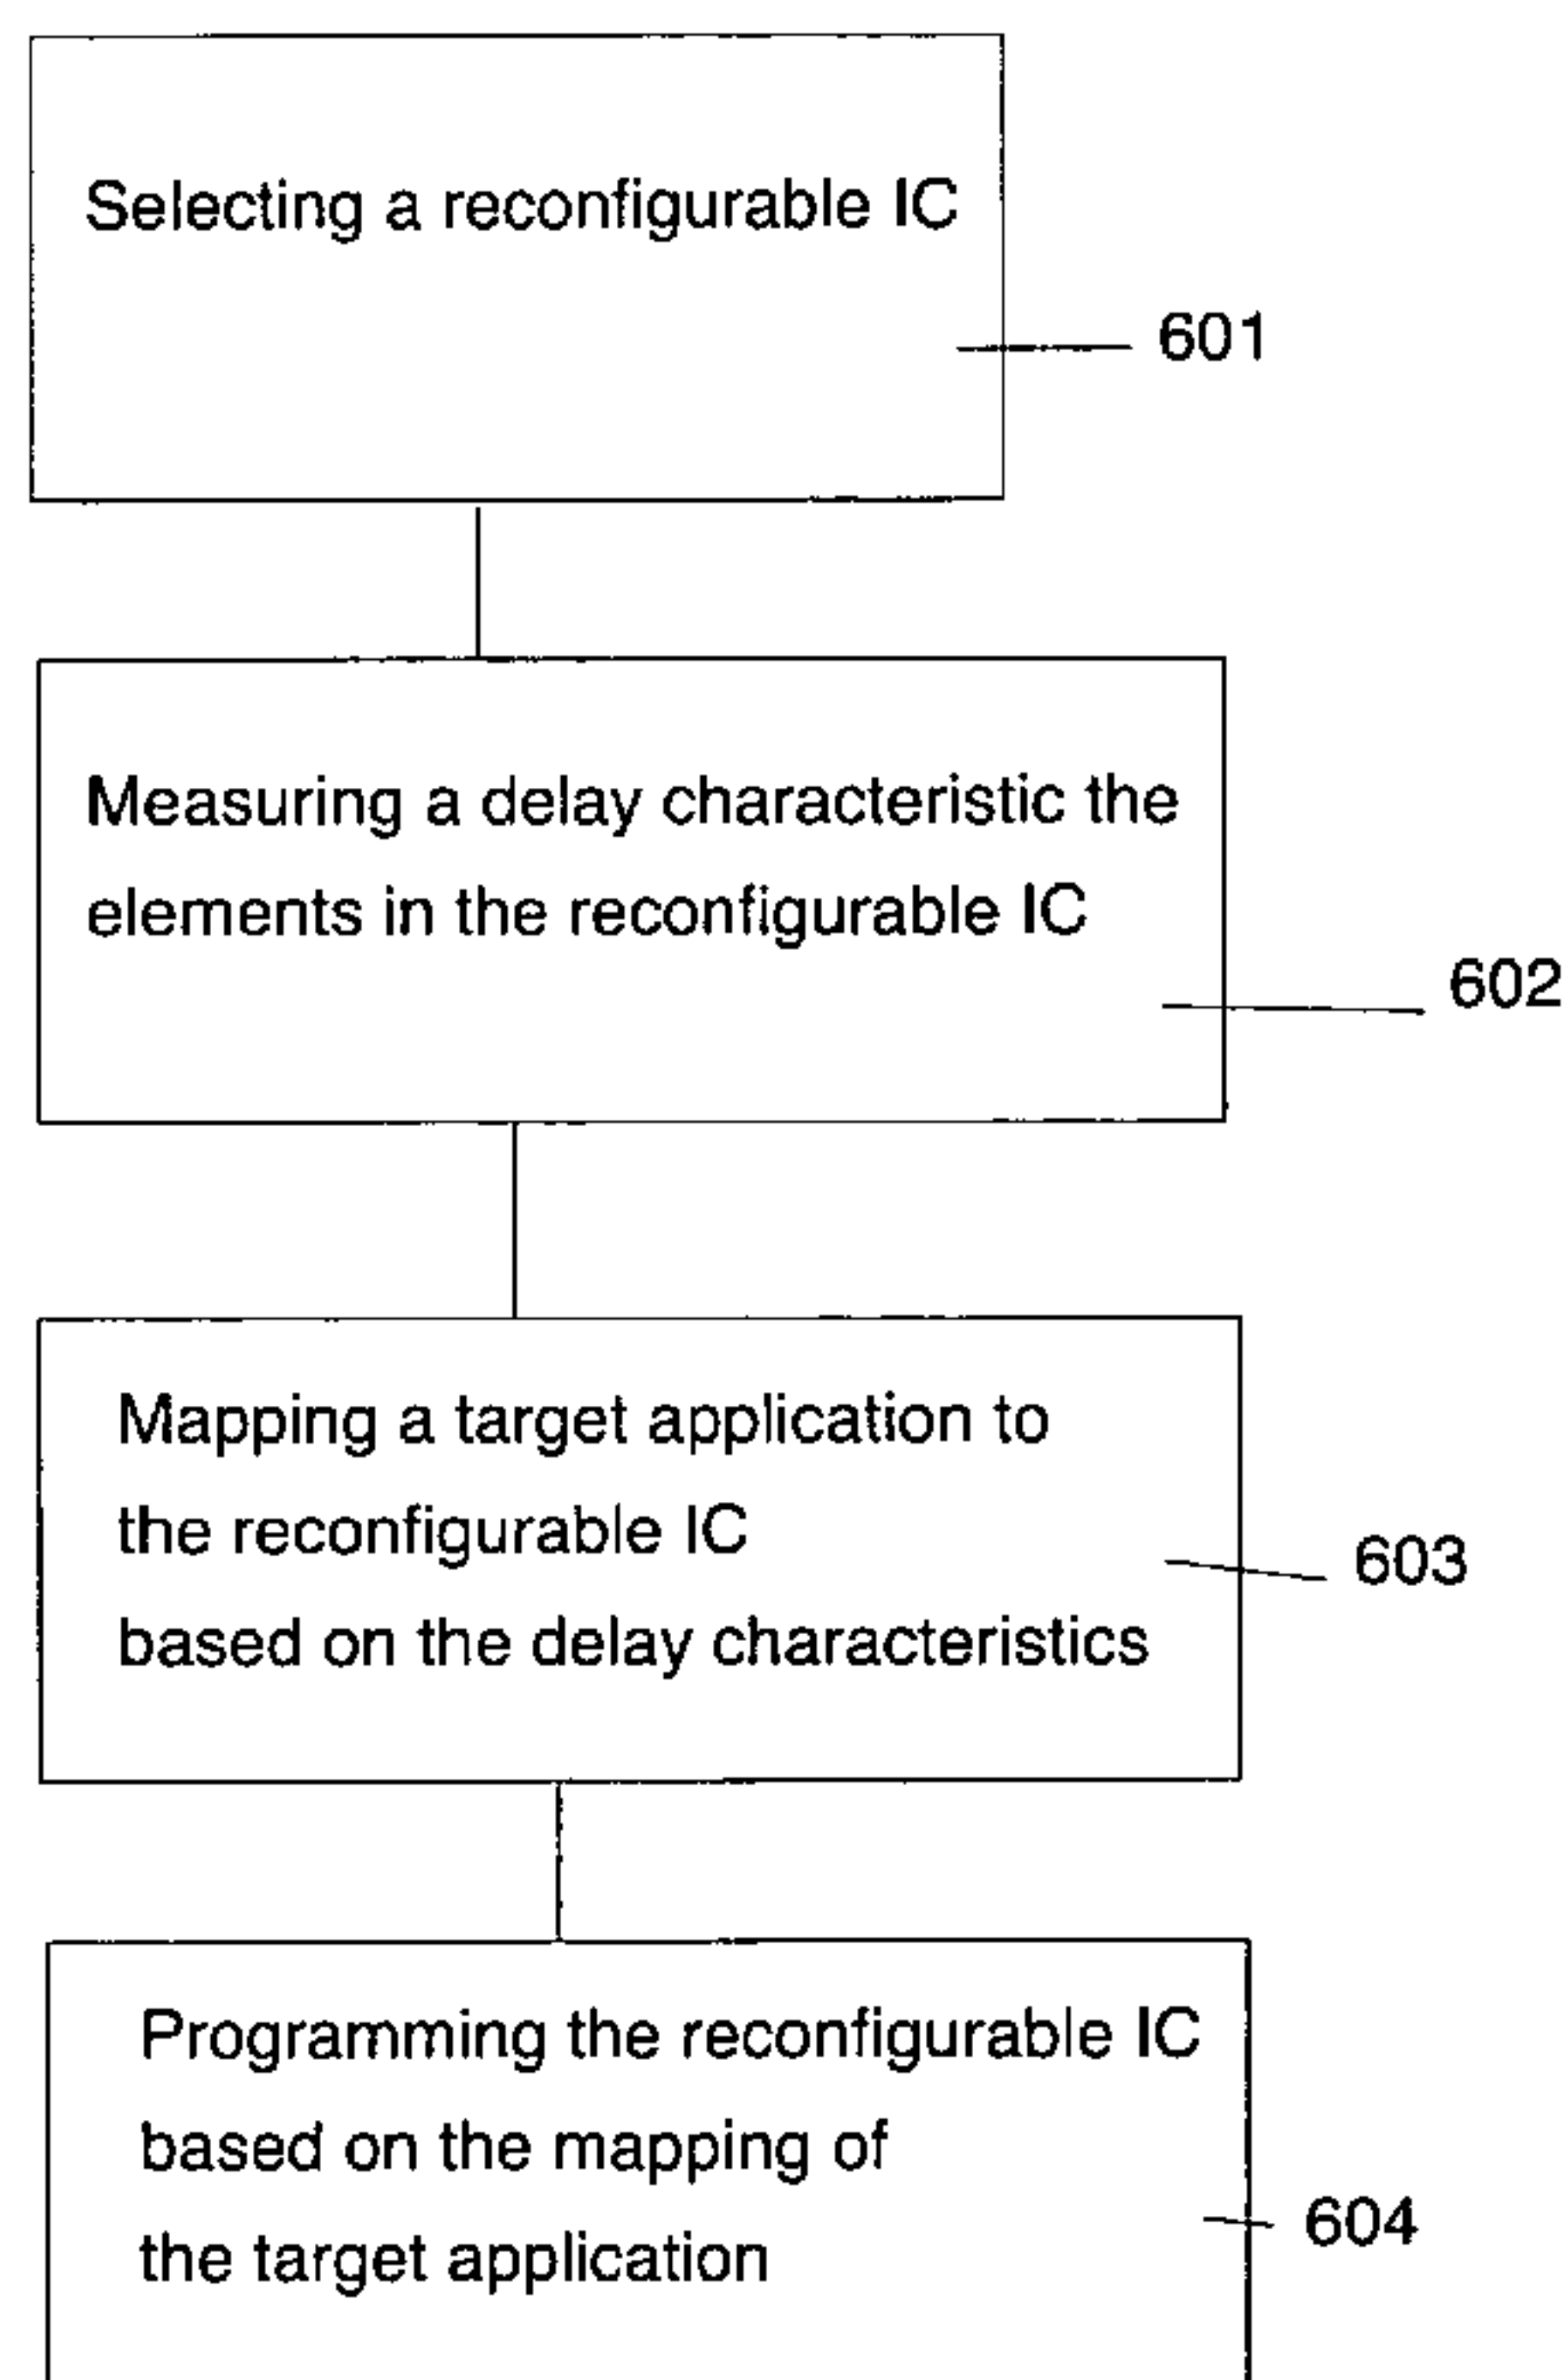 Selecting a reconfigurable IC
601
Measuring a delay characteristic the
elements in the reconfigurable IC
602
Mapping a target application to
the reconfigurable IC
based on the delay characteristics
603
Programming the reconfigurable IC
based on the mapping of
the target application
604